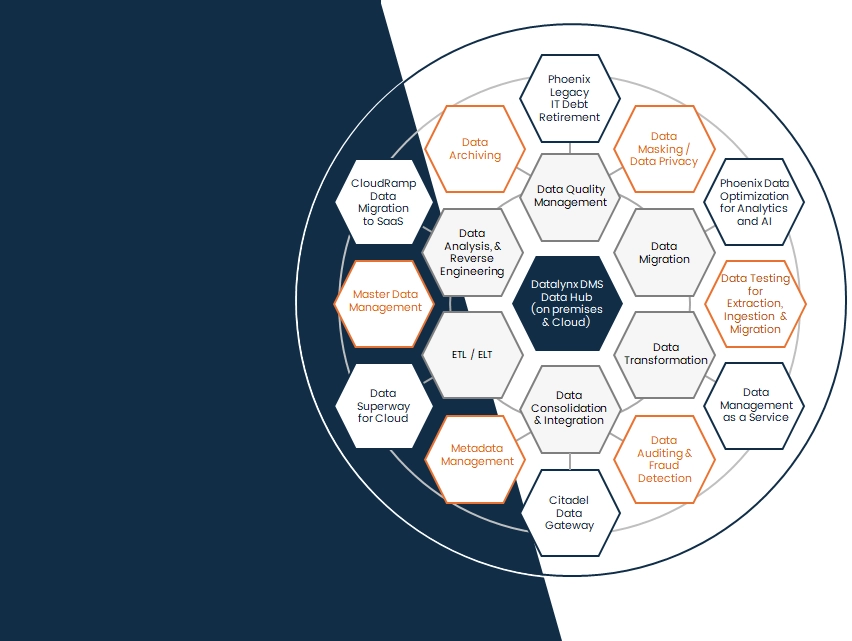 Phoenix
Legacy
IT Debt
Retirement
Data
Archiving
Data
Masking /
Data Privacy
CloudRamp
Data
Migration
to SaaS
Data Quality
Management
Phoenix Data
Optimization
for Analytics
and AI
Data
Analysis, &
Reverse
Engineering
Data
Migration
Master Data
Management
Datalynx DMS
Data Hub
(on premises
& Cloud)
Data Testing
for
Extraction,
Ingestion &
Migration
ETL / ELT
Data
Transformation
Data
Superway
for Cloud
Data
Consolidation
& Integration
Data
Management
as a Service
Metadata
Management
Data
Auditing &
Fraud
Detection
Citadel
Data
Gateway